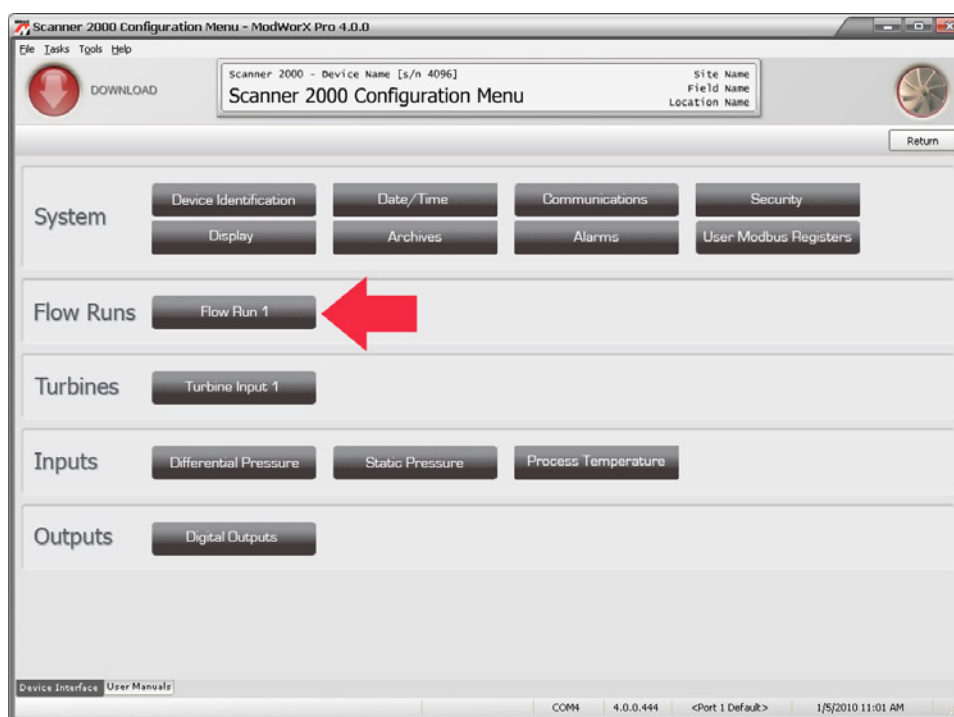 Scanner 2000 Configuration Menu - ModWorX Pro 4.0.0
File Tasks Tools Help
DOWNLOAD
Scanner 2000 - Device Name [s/n 4096]
Scanner 2000 Configuration Menu
Site Name
Field Name
Location Name
Return
System
Device Identification Date/Time Communications Security
Display Archives Alarms User Modbus Registers
Flow Runs Flow Run 1
Turbines Turbine Input 1
Inputs Differential Pressure Static Pressure Process Temperature
Outputs Digital Outputs
Device Interface User Manuals
COM4 4.0.0.444 <Port 1 Default> 1/5/2010 11:01 AM